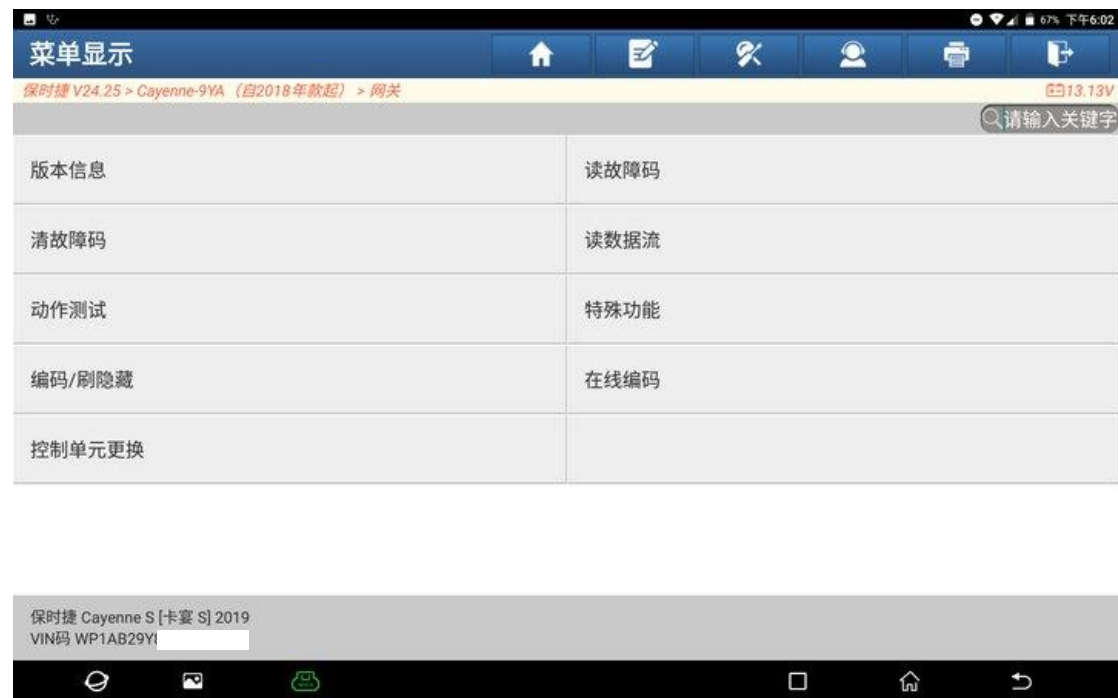 67% 下午6:02
菜单显示
保时捷 V24.25 > Cayenne-9YA（自2018年款起）> 网关
13.13V
请输入关键字
版本信息
读故障码
清故障码
读数据流
动作测试
特殊功能
编码/刷隐藏
在线编码
控制单元更换
保时捷 Cayenne S [卡宴 S] 2019
VIN码 WP1AB29Y